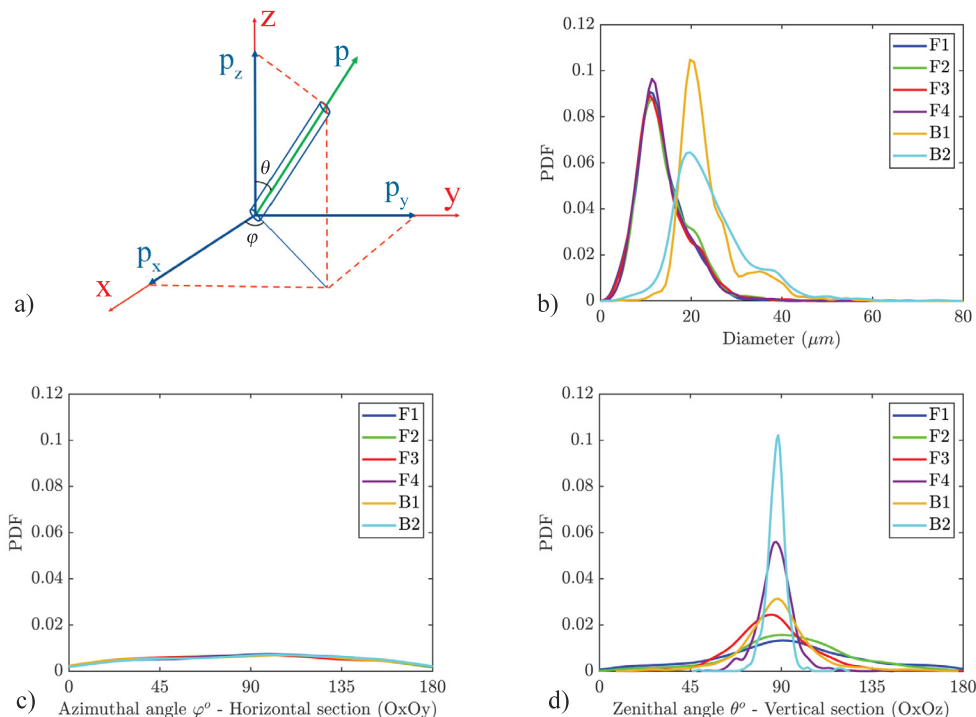 z
p_z
p
θ
p_y
y
φ
p_x
x
a)
0.12
0.1
0.08
0.06
0.04
0.02
0
PDF
0 20 40 60 80
Diameter (μm)
F1
F2
F3
F4
B1
B2
b)
0.12
0.1
0.08
0.06
0.04
0.02
0
PDF
0 45 90 135 180
Azimuthal angle φ° - Horizontal section (OxOy)
F1
F2
F3
F4
B1
B2
c)
0.12
0.1
0.08
0.06
0.04
0.02
0
PDF
0 45 90 135 180
Zenithal angle θ° - Vertical section (OxOz)
F1
F2
F3
F4
B1
B2
d)